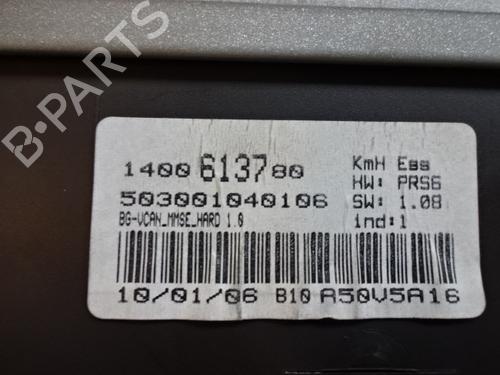 B-PARTS
1400 613780 KmH Ess
503001040106 HW: PRS6
BG-VCAN_MMSE_HARD 1.0 SW: 1.08
ind:1
10/01/06 B10 A50V5A16